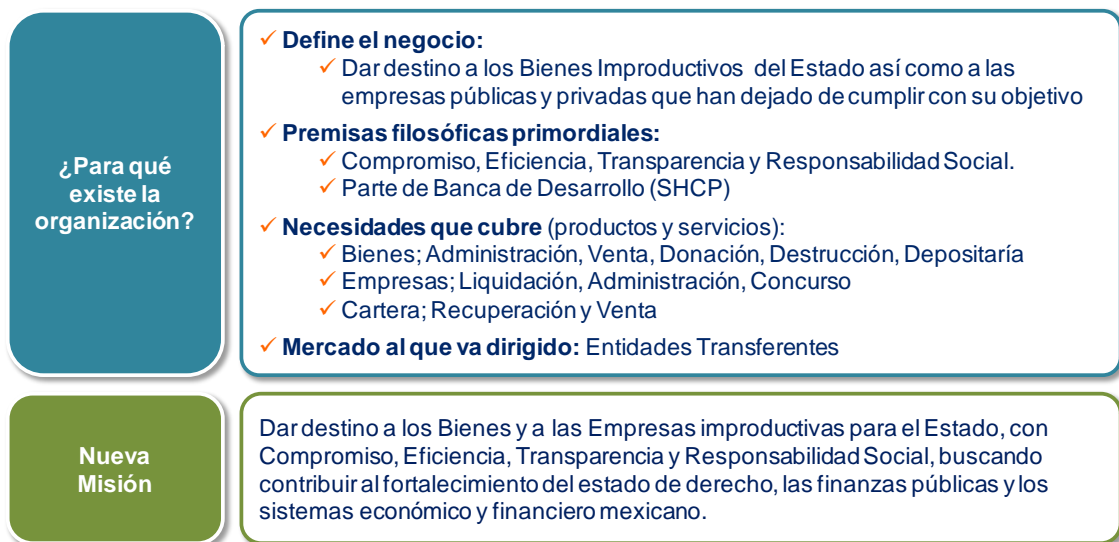 ¿Para qué
existe la
organización?
✓ Define el negocio:
✓ Dar destino a los Bienes Improductivos del Estado así como a las
empresas públicas y privadas que han dejado de cumplir con su objetivo
✓ Premisas filosóficas primordiales:
✓ Compromiso, Eficiencia, Transparencia y Responsabilidad Social.
✓ Parte de Banca de Desarrollo (SHCP)
✓ Necesidades que cubre (productos y servicios):
✓ Bienes; Administración, Venta, Donación, Destrucción, Depositaría
✓ Empresas; Liquidación, Administración, Concurso
✓ Cartera; Recuperación y Venta
✓ Mercado al que va dirigido: Entidades Transferentes
Nueva
Misión
Dar destino a los Bienes y a las Empresas improductivas para el Estado, con
Compromiso, Eficiencia, Transparencia y Responsabilidad Social, buscando
contribuir al fortalecimiento del estado de derecho, las finanzas públicas y los
sistemas económico y financiero mexicano.